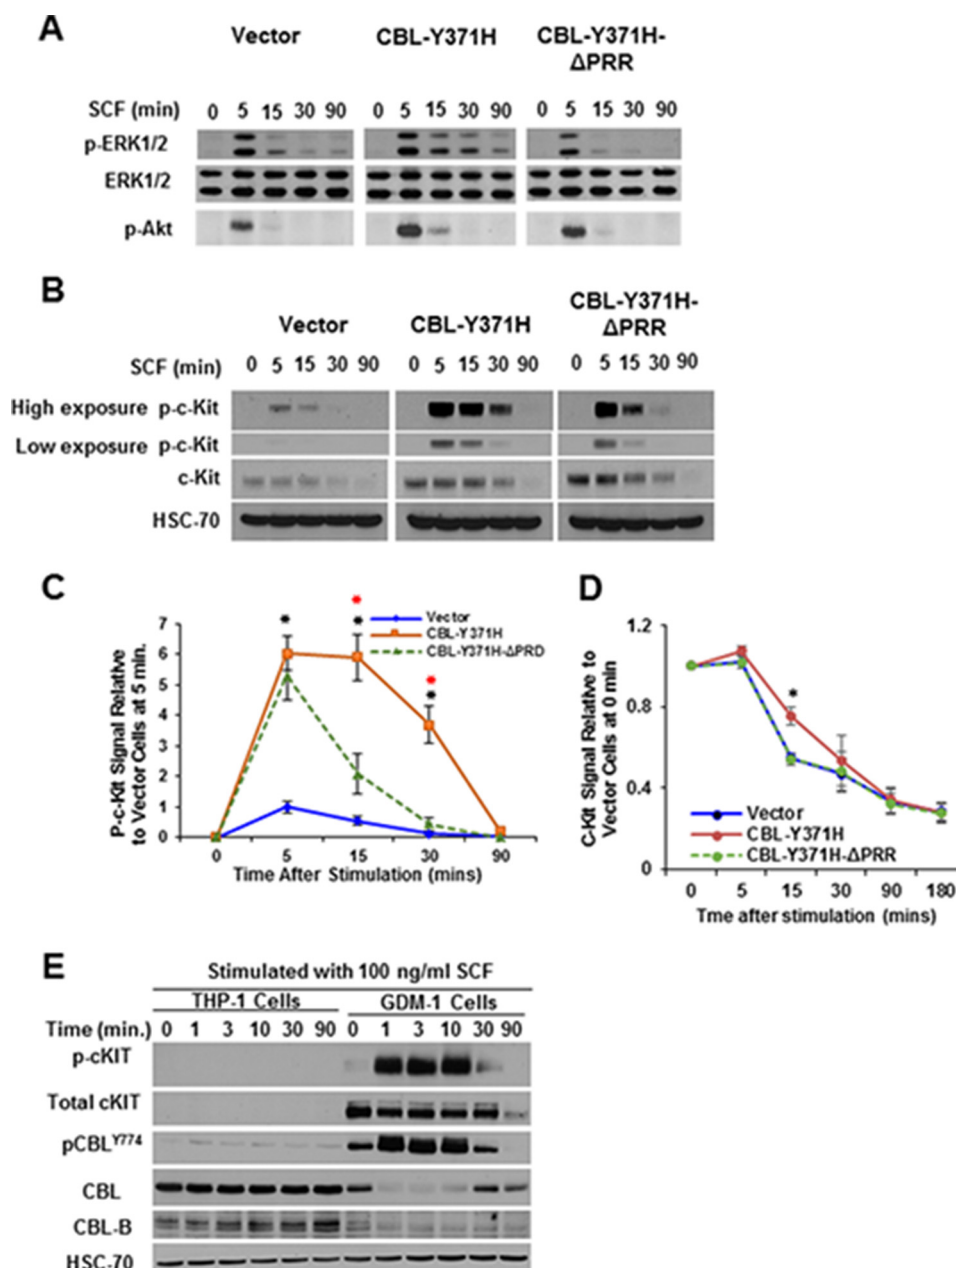 A
Vector CBL-Y371H CBL-Y371H-
ΔPRR
SCF (min) 0 5 15 30 90 0 5 15 30 90 0 5 15 30 90
p-ERK1/2
ERK1/2
p-Akt
B
Vector CBL-Y371H CBL-Y371H-
ΔPRR
SCF (min) 0 5 15 30 90 0 5 15 30 90 0 5 15 30 90
High exposure p-c-Kit
Low exposure p-c-Kit
c-Kit
HSC-70
C
P-c-Kit Signal Relative
to Vector Cells at 5 min.
7
6
5
4
3
2
1
0
* * * * *
Vector
CBL-Y371H
CBL-Y371H-ΔPRD
0 5 15 30 90
Time After Stimulation (mins)
D
C-Kit Signal Relative to
Vector Cells at 0 min
1.2
0.8
0.4
0
*
Vector
CBL-Y371H
CBL-Y371H-ΔPRR
0 5 15 30 90 180
Tme after stimulation (mins)
E
Stimulated with 100 ng/ml SCF
THP-1 Cells GDM-1 Cells
Time (min.) 0 1 3 10 30 90 0 1 3 10 30 90
p-cKIT
Total cKIT
pCBLY774
CBL
CBL-B
HSC-70